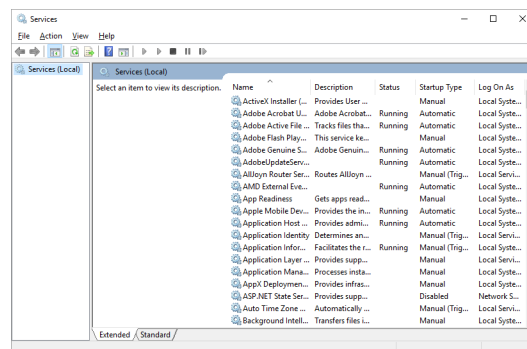 Services
File Action View Help
Services (Local)
Services (Local)
Select an item to view its description.
Name Description Status Startup Type Log On As
ActiveX Installer (... Provides User ... Manual Local Syste...
Adobe Acrobat U... Adobe Acrobat... Running Automatic Local Syste...
Adobe Active File ... Tracks files tha... Running Automatic Local Syste...
Adobe Flash Play... This service ke... Manual Local Syste...
Adobe Genuine S... Adobe Genuin... Running Automatic Local Syste...
AdobeUpdateServ... Running Automatic Local Syste...
AllJoyn Router Ser... Routes AllJoyn ... Manual (Trig... Local Servi...
AMD External Eve... Running Automatic Local Syste...
App Readiness Gets apps read... Manual Local Syste...
Apple Mobile Dev... Provides the in... Running Automatic Local Syste...
Application Host ... Provides admi... Running Automatic Local Syste...
Application Identity Determines an... Manual (Trig... Local Servi...
Application Infor... Facilitates the r... Running Manual (Trig... Local Syste...
Application Layer ... Provides supp... Manual Local Servi...
Application Mana... Processes insta... Manual Local Syste...
AppX Deploymen... Provides infras... Manual Local Syste...
ASP.NET State Ser... Provides supp... Disabled Network S...
Auto Time Zone ... Automatically ... Manual (Trig... Local Servi...
Background Intell... Transfers files i... Manual Local Syste...
Extended Standard